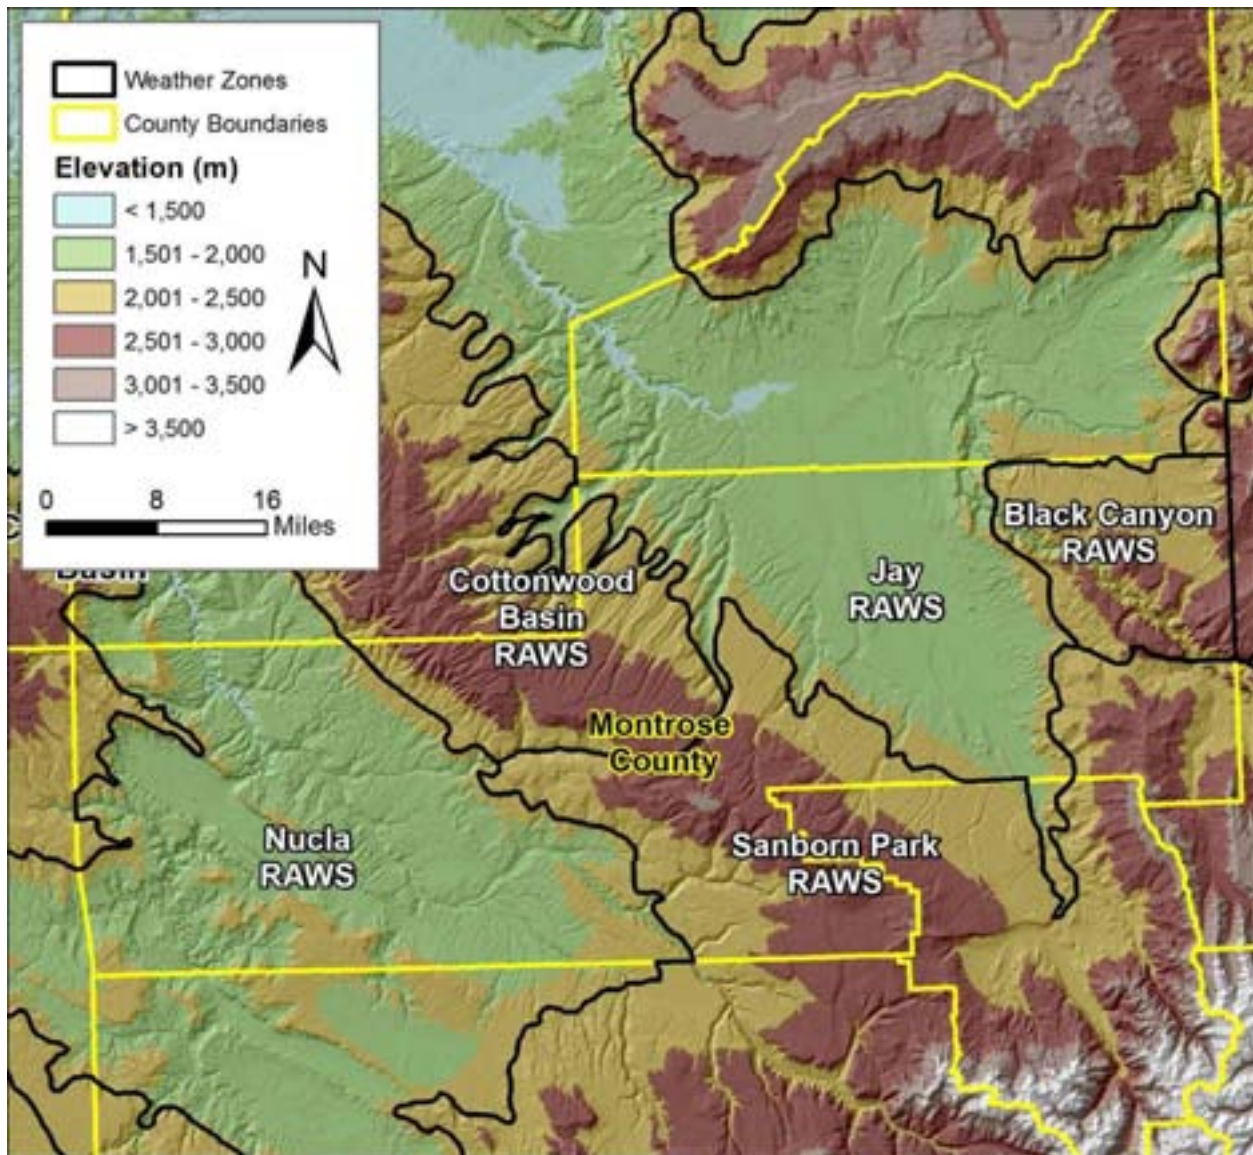 Weather Zones
County Boundaries
Elevation (m)
< 1,500
1,501 - 2,000
2,001 - 2,500
2,501 - 3,000
3,001 - 3,500
> 3,500
N
0 8 16
Miles
Basin
Cottonwood
Basin
RAWS
Jay
RAWS
Black Canyon
RAWS
Montrose
County
Nucla
RAWS
Sanborn Park
RAWS